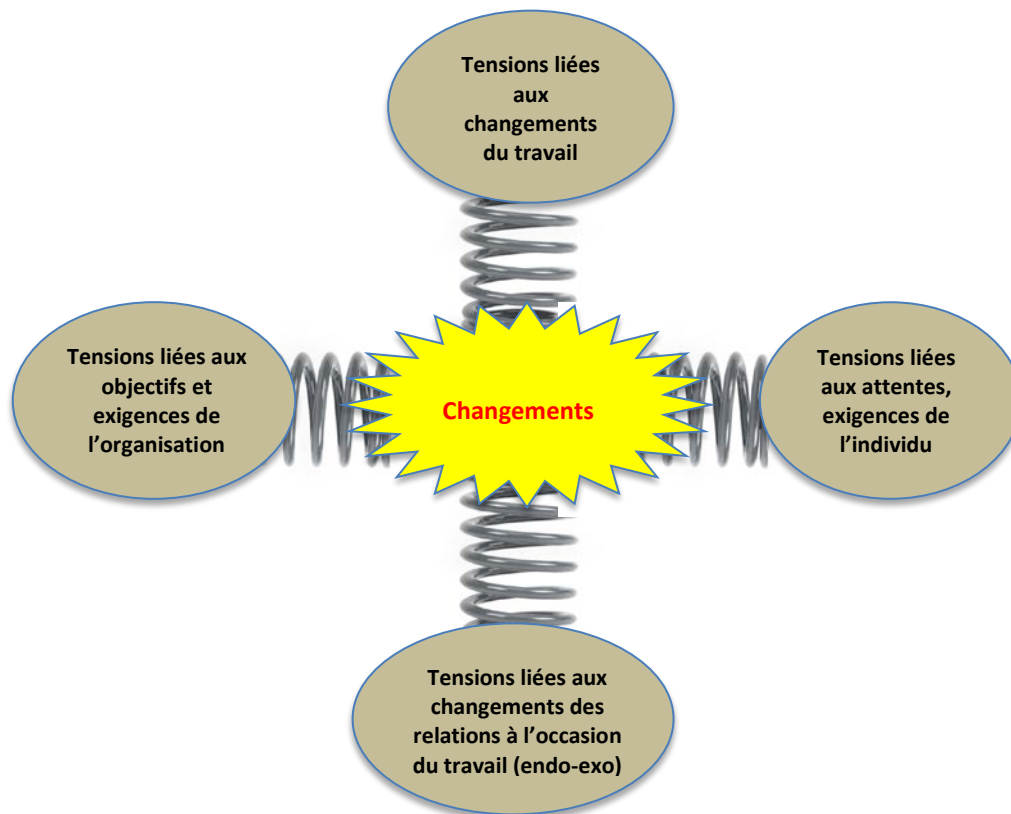 Tensions liées
aux
changements
du travail
Tensions liées aux
objectifs et
exigences de
l’organisation
Changements
Tensions liées
aux attentes,
exigences de
l’individu
Tensions liées aux
changements des
relations à l’occasion
du travail (endo-exo)